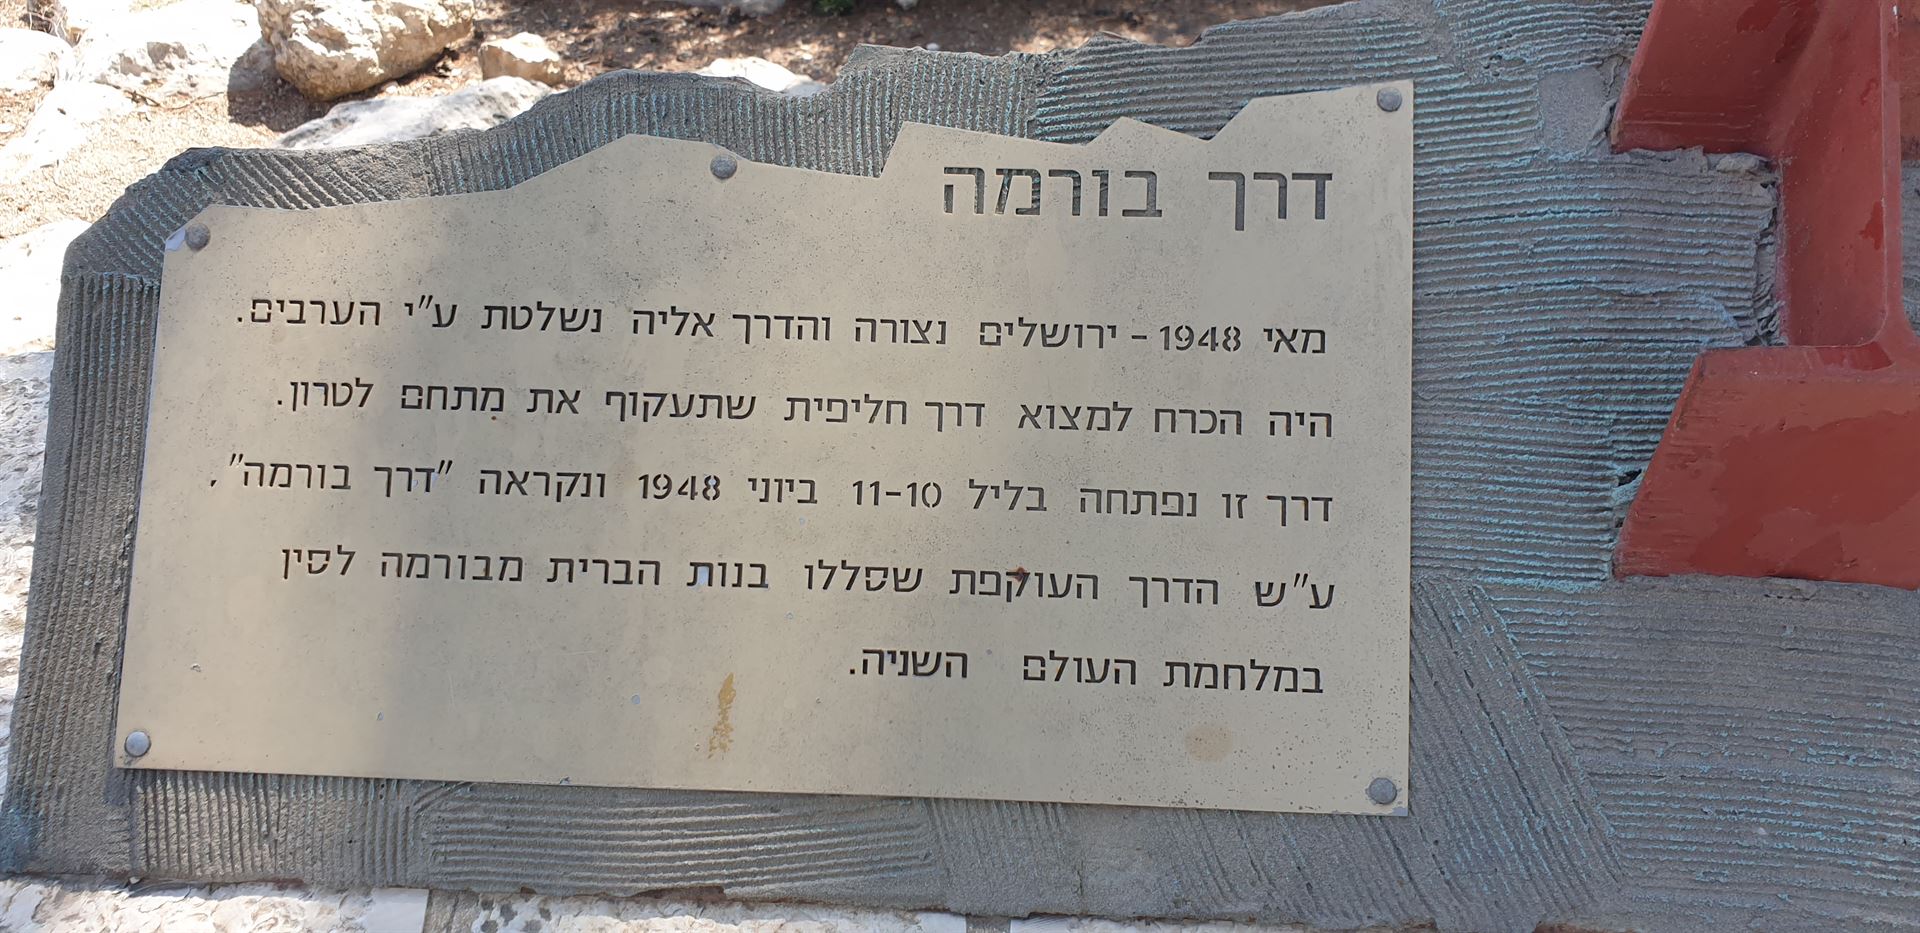 דרך בורמה
מאי 1948 - ירושלים נצורה והדרך אליה נשלטת ע"י הערבים.
היה הכרח למצוא דרך חליפית שתעקוף את מתחם לטרון.
דרך זו נפתחה בליל 11-10 ביוני 1948 ונקראה "דרך בורמה".
ע"ש הדרך העוקפת שסללו בנות הברית מבורמה לסין
במלחמת העולם השניה.